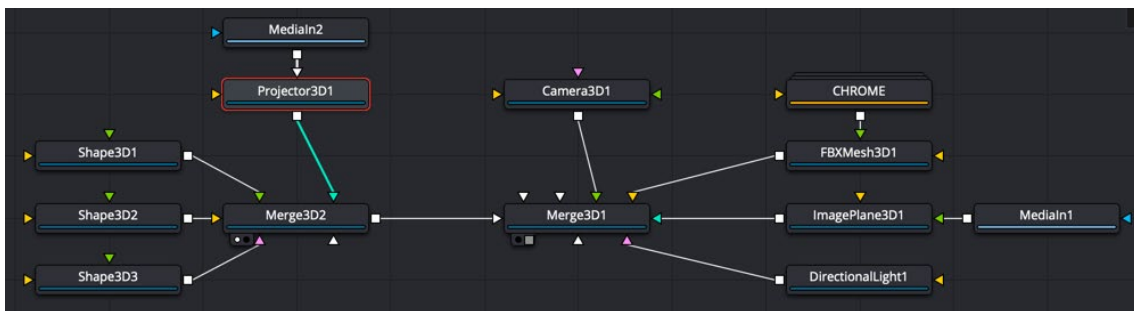 MediaIn2
Projector3D1
Camera3D1
CHROME
Shape3D1
FBXMesh3D1
Shape3D2
Merge3D2
Merge3D1
ImagePlane3D1
MediaIn1
Shape3D3
DirectionalLight1